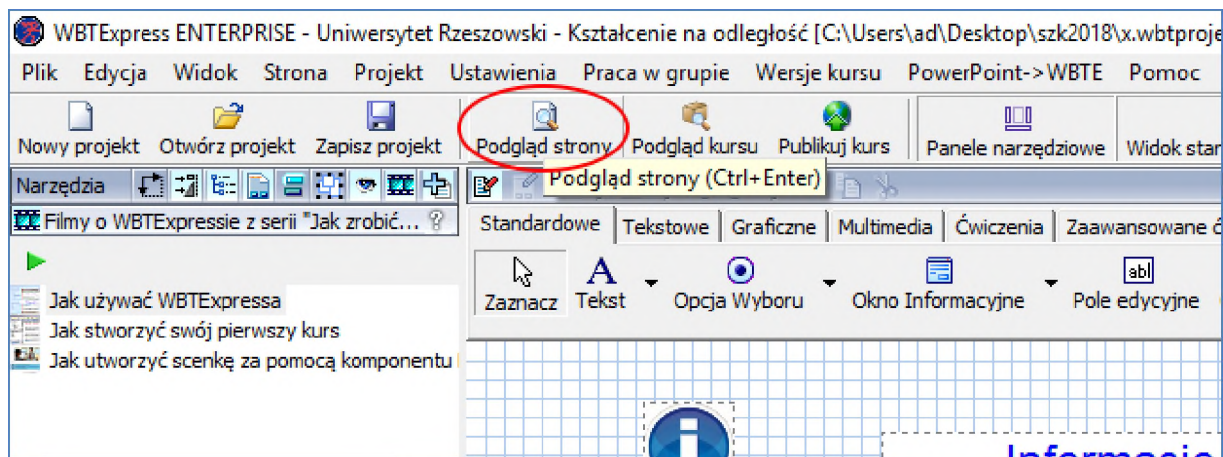 WBTExpress ENTERPRISE - Uniwersytet Rzeszowski - Kształcenie na odległość [C:\Users\ad\Desktop\szk2018\x.wbtproje
Plik Edycja Widok Strona Projekt Ustawienia Praca w grupie Wersje kursu PowerPoint->WBTE Pomoc
Nowy projekt Otwórz projekt Zapisz projekt Podgląd strony Podgląd kursu Publikuj kurs Panele narzędziowe Widok star
Narzędzia
Podgląd strony (Ctrl+Enter)
Filmy o WBTExpressie z serii "Jak zrobić... ?
Standardowe Tekstowe Graficzne Multimedia Ćwiczenia Zaawansowane ć
Zaznacz Tekst Opcja Wyboru Okno Informacyjne Pole edycyjne
Jak używać WBTExpressa
Jak stworzyć swój pierwszy kurs
Jak utworzyć scenkę za pomocą komponentu
Informacje